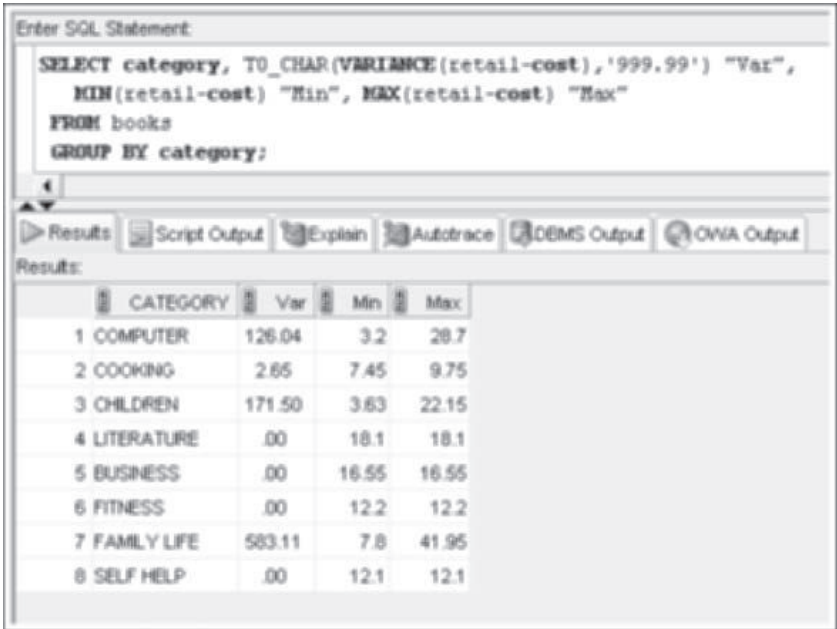 Enter SQL Statement:
SELECT category, TO_CHAR(VARIANCE(retail-cost),'999.99') "Var",
MIN(retail-cost) "Min", MAX(retail-cost) "Max"
FROM books
GROUP BY category;
Results Script Output Explain Autotrace DBMS Output OWA Output
Results:
CATEGORY Var Min Max
1 COMPUTER 126.04 3.2 28.7
2 COOKING 2.65 7.45 9.75
3 CHILDREN 171.50 3.63 22.15
4 LITERATURE .00 18.1 18.1
5 BUSINESS .00 16.55 16.55
6 FITNESS .00 12.2 12.2
7 FAMILY LIFE 583.11 7.8 41.95
8 SELF HELP .00 12.1 12.1